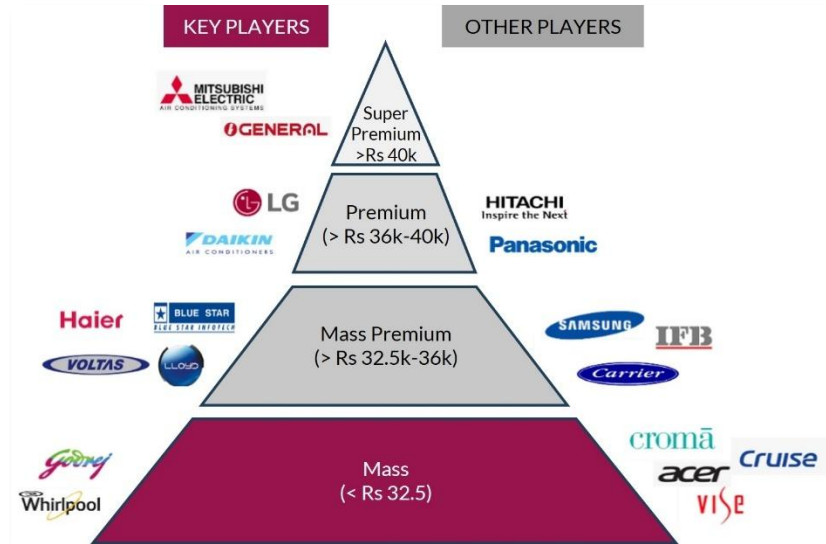 KEY PLAYERS
OTHER PLAYERS
MITSUBISHI
ELECTRIC
AIR CONDITIONING SYSTEMS
GENERAL
Super
Premium
>Rs 40k
LG
DAIKIN
AIR CONDITIONERS
Premium
(> Rs 36k-40k)
HITACHI
Inspire the Next
Panasonic
Haier
BLUE STAR
BLUE STAR INFOTECH
VOLTAS
LLOYD
Mass Premium
(> Rs 32.5k-36k)
SAMSUNG
IFB
Carrier
Godrej
Whirlpool
Mass
(< Rs 32.5)
cromā
acer
Cruise
VISE